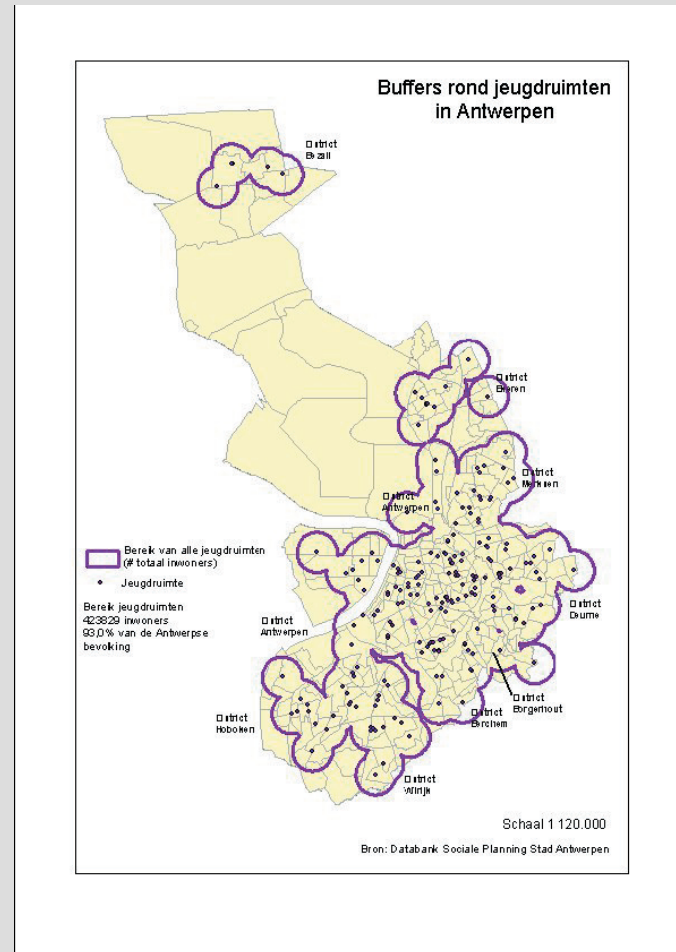 Buffers rond jeugdruimten
in Antwerpen
District
Ekeren
District
Merksem
District
Antwerpen
Bereik van alle jeugdruimten
(# totaal inwoners)
Jeugdruimte
Bereik jeugdruimten
423829 inwoners
93,0% van de Antwerpse
bevolking
District
Antwerpen
District
Deurne
District
Borgerhout
District
Berchem
District
Hoboken
District
Wilrijk
Schaal 1 120.000
Bron: Databank Sociale Planning Stad Antwerpen